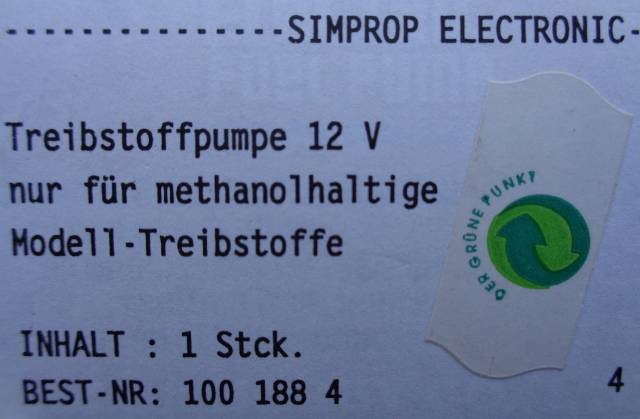 ---------------SIMPROP ELECTRONIC-
Treibstoffpumpe 12 V
nur für methanolhaltige
Modell-Treibstoffe
DER GRÜNE PUNKT
INHALT : 1 Stck.
BEST-NR: 100 188 4
4